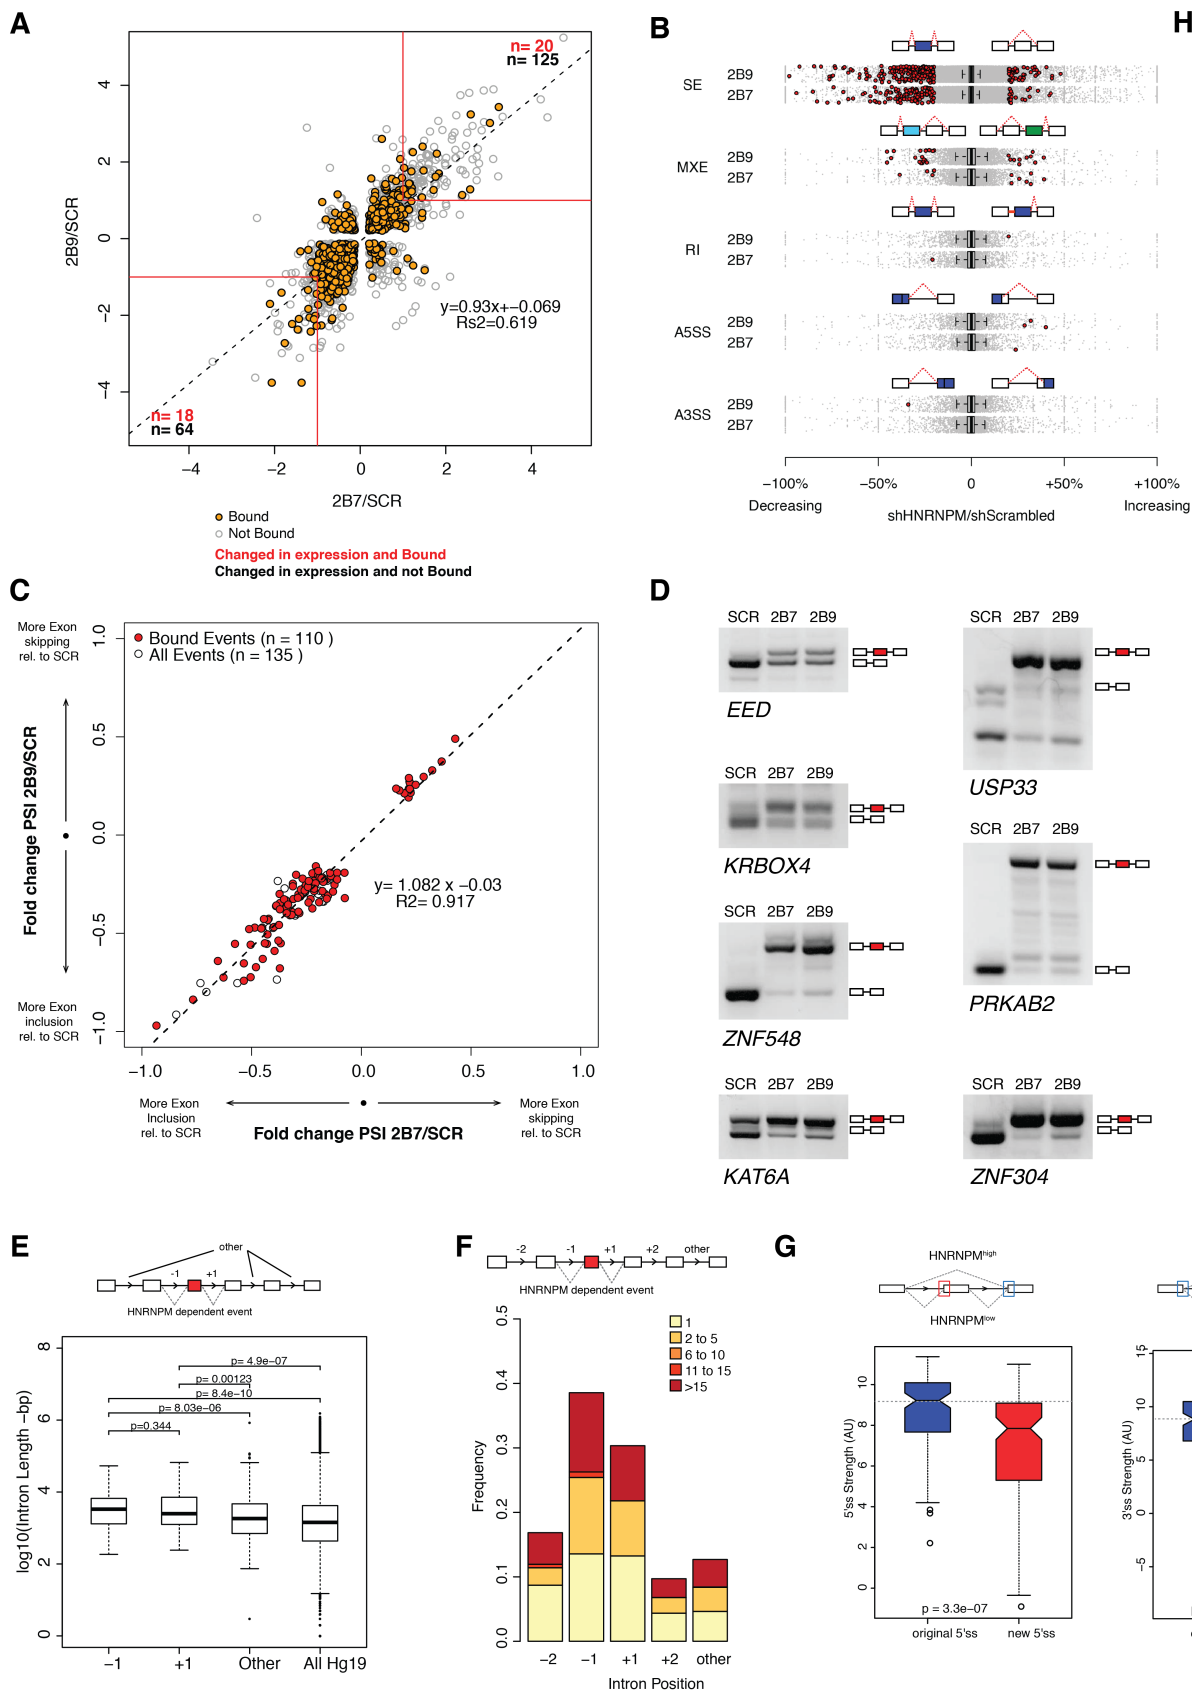 A
n= 20
n= 125
4
2
0
−2
−4
2B9/SCR
y=0.93x+−0.069
Rs2=0.619
n= 18
n= 64
−4
−2
0
2
4
2B7/SCR
Bound
Not Bound
Changed in expression and Bound
Changed in expression and not Bound
B
SE
2B9
2B7
MXE
2B9
2B7
RI
2B9
2B7
A5SS
2B9
2B7
A3SS
2B9
2B7
−100%
−50%
0
+50%
+100%
Decreasing
shHNRNPM/shScrambled
Increasing
H
C
More Exon
skipping
rel. to SCR
Fold change PSI 2B9/SCR
More Exon
inclusion
rel. to SCR
1.0
0.5
0.0
−0.5
−1.0
Bound Events (n = 110 )
All Events (n = 135 )
y= 1.082 x −0.03
R2= 0.917
−1.0
−0.5
0.0
0.5
1.0
More Exon
Inclusion
rel. to SCR
Fold change PSI 2B7/SCR
More Exon
skipping
rel. to SCR
D
SCR 2B7 2B9
EED
SCR 2B7 2B9
KRBOX4
SCR 2B7 2B9
ZNF548
SCR 2B7 2B9
KAT6A
SCR 2B7 2B9
USP33
SCR 2B7 2B9
PRKAB2
SCR 2B7 2B9
ZNF304
E
other
-1
+1
HNRNPM dependent event
8
6
4
2
0
log10(Intron Length −bp)
p= 4.9e−07
p= 0.00123
p= 8.4e−10
p= 8.03e−06
p=0.344
−1
+1
Other
All Hg19
F
-2
-1
+1
+2
other
HNRNPM dependent event
0.5
0.4
0.3
0.2
0.1
0.0
Frequency
1
2 to 5
6 to 10
11 to 15
>15
−2
−1
+1
+2
other
Intron Position
G
HNRNPMhigh
HNRNPMlow
10
8
6
4
2
0
5'ss Strength (AU)
p = 3.3e−07
original 5'ss
new 5'ss
15
10
5
0
−5
3'ss Strength (AU)